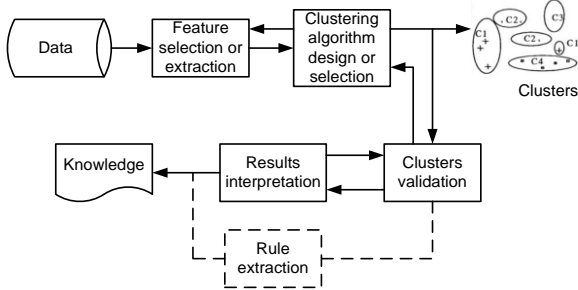 Data
Feature
selection or
extraction
Clustering
algorithm
design or
selection
C1
C2
C3
C2
C1
C4
Clusters
Knowledge
Results
interpretation
Clusters
validation
Rule
extraction